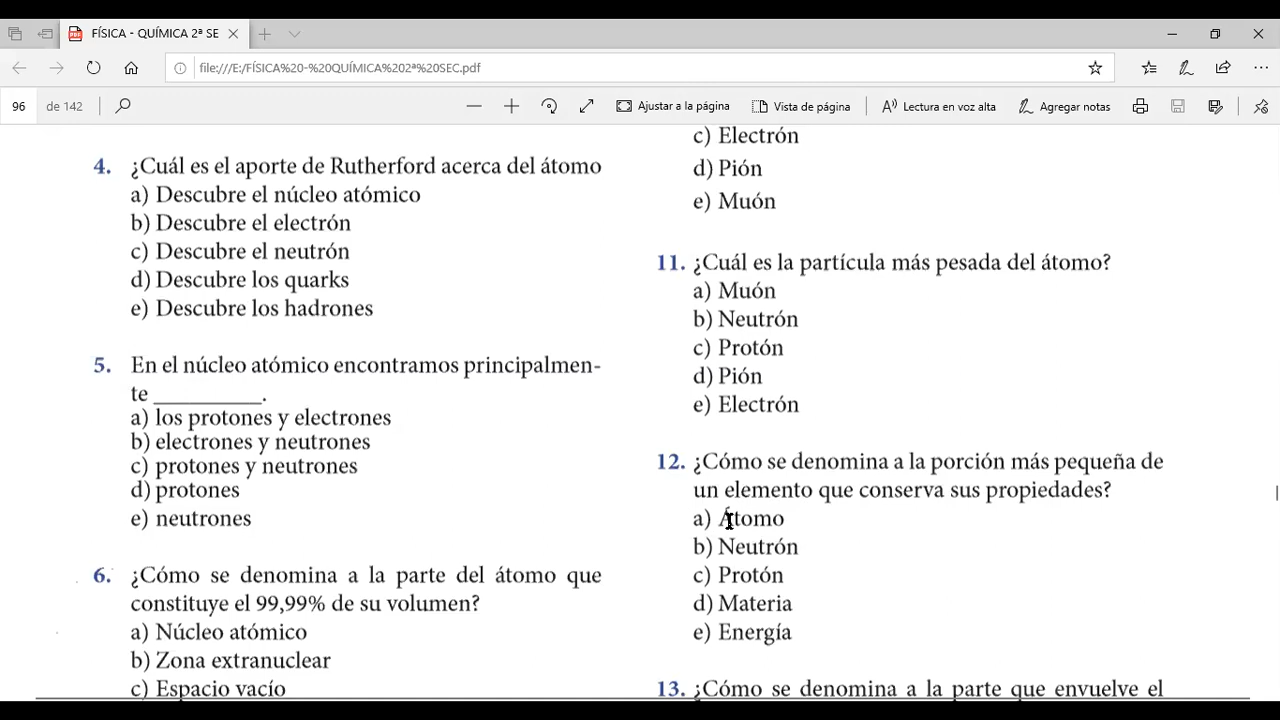 FÍSICA - QUÍMICA 2ª SE
file:///E:/FÍSICA%20-%20QUÍMICA%202ª%20SEC.pdf
96 de 142
Ajustar a la página
Vista de página
Lectura en voz alta
Agregar notas
4. ¿Cuál es el aporte de Rutherford acerca del átomo
a) Descubre el núcleo atómico
b) Descubre el electrón
c) Descubre el neutrón
d) Descubre los quarks
e) Descubre los hadrones
5. En el núcleo atómico encontramos principalmen-
te __________.
a) los protones y electrones
b) electrones y neutrones
c) protones y neutrones
d) protones
e) neutrones
6. ¿Cómo se denomina a la parte del átomo que
constituye el 99,99% de su volumen?
a) Núcleo atómico
b) Zona extranuclear
c) Espacio vacío
c) Electrón
d) Pión
e) Muón
11. ¿Cuál es la partícula más pesada del átomo?
a) Muón
b) Neutrón
c) Protón
d) Pión
e) Electrón
12. ¿Cómo se denomina a la porción más pequeña de
un elemento que conserva sus propiedades?
a) Átomo
b) Neutrón
c) Protón
d) Materia
e) Energía
13. ¿Cómo se denomina a la parte que envuelve el